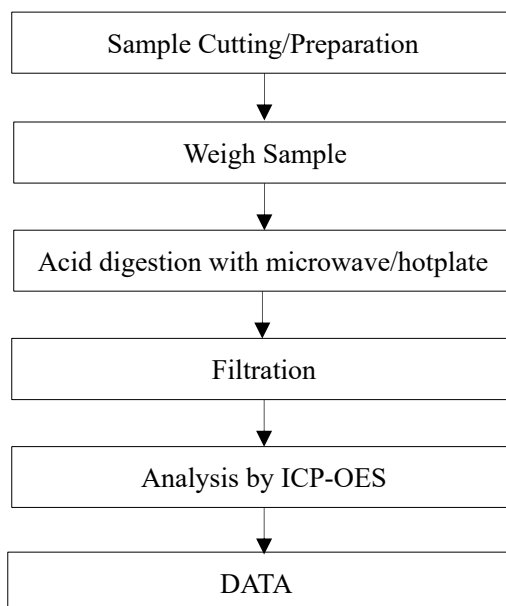 Sample Cutting/Preparation
Weigh Sample
Acid digestion with microwave/hotplate
Filtration
Analysis by ICP-OES
DATA